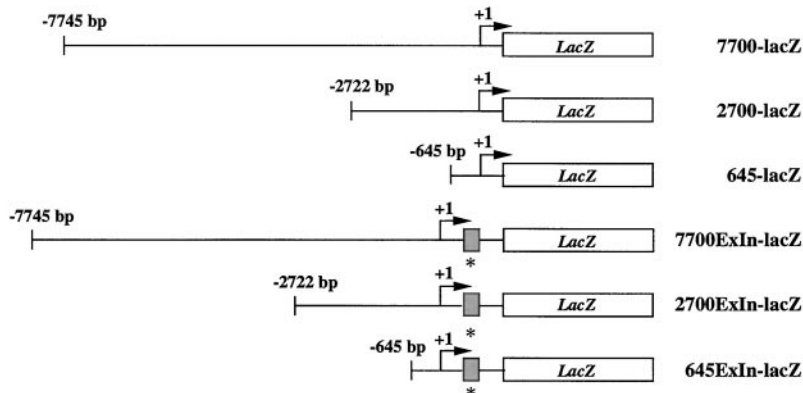 -7745 bp +1 LacZ 7700-lacZ
-2722 bp +1 LacZ 2700-lacZ
-645 bp +1 LacZ 645-lacZ
-7745 bp +1 LacZ 7700ExIn-lacZ
*
-2722 bp +1 LacZ 2700ExIn-lacZ
*
-645 bp +1 LacZ 645ExIn-lacZ
*